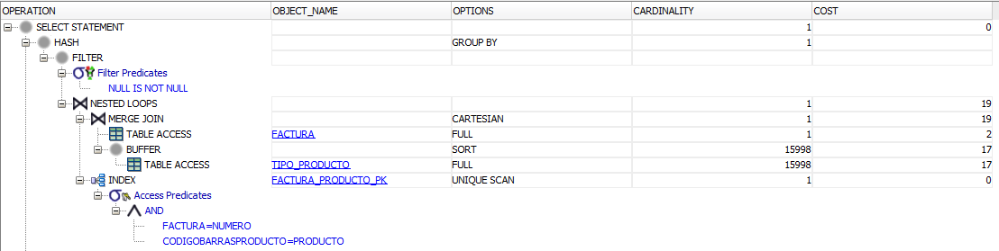 OPERATION OBJECT_NAME OPTIONS CARDINALITY COST
SELECT STATEMENT 1 0
HASH GROUP BY 1
FILTER
Filter Predicates
NULL IS NOT NULL
NESTED LOOPS 1 19
MERGE JOIN CARTESIAN 1 19
TABLE ACCESS FACTURA FULL 1 2
BUFFER SORT 15998 17
TABLE ACCESS TIPO_PRODUCTO FULL 15998 17
INDEX FACTURA_PRODUCTO_PK UNIQUE SCAN 1 0
Access Predicates
AND
FACTURA=NUMERO
CODIGOBARRASPRODUCTO=PRODUCTO